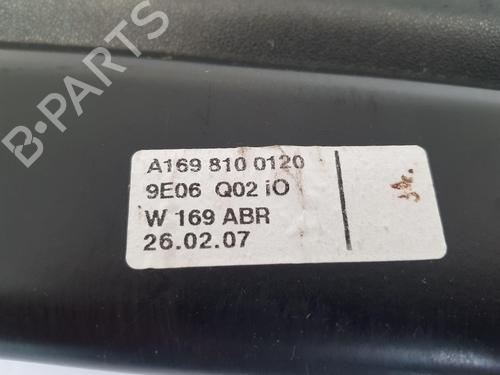 A169 810 0120
9E06 Q02 iO
W 169 ABR
26.02.07
B-PARTS